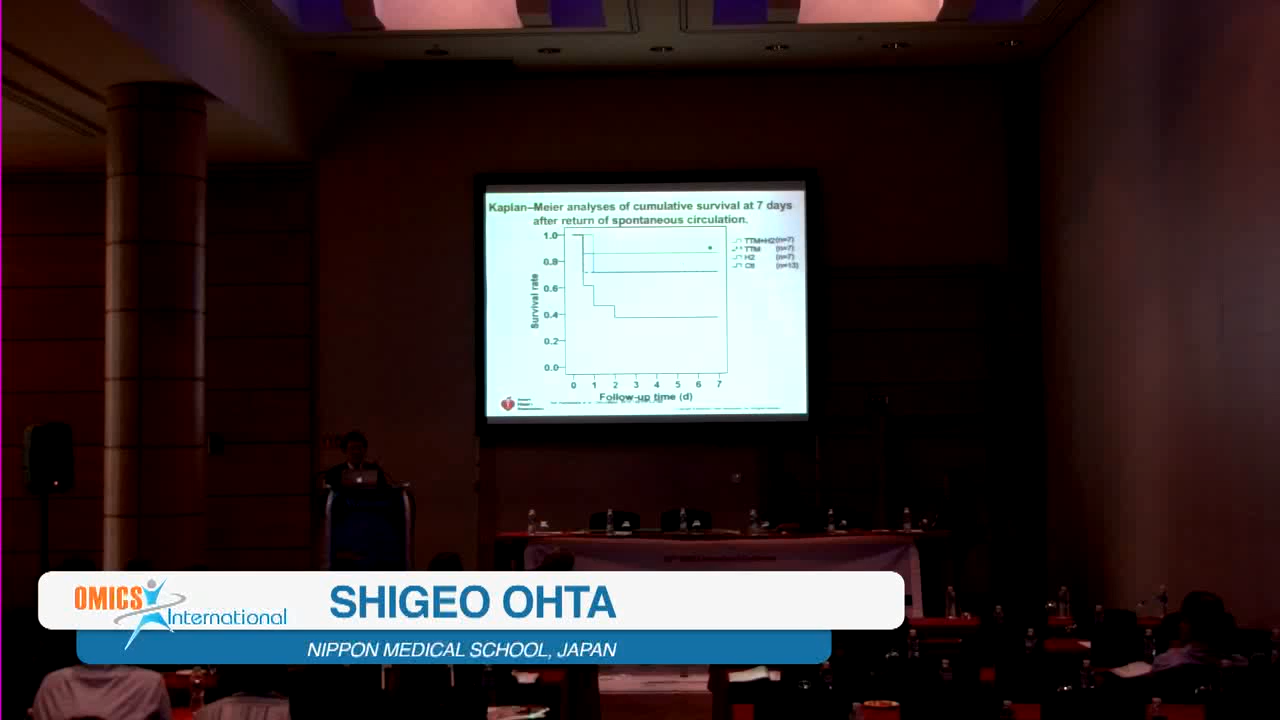 Kaplan–Meier analyses of cumulative survival at 7 days
after return of spontaneous circulation.
1.0
0.8
0.6
0.4
0.2
0.0
Survival rate
0 1 2 3 4 5 6 7
Follow-up time (d)
TTM+H2 (n=7)
TTM (n=7)
H2 (n=7)
Ctl (n=13)
OMICS International
SHIGEO OHTA
NIPPON MEDICAL SCHOOL, JAPAN